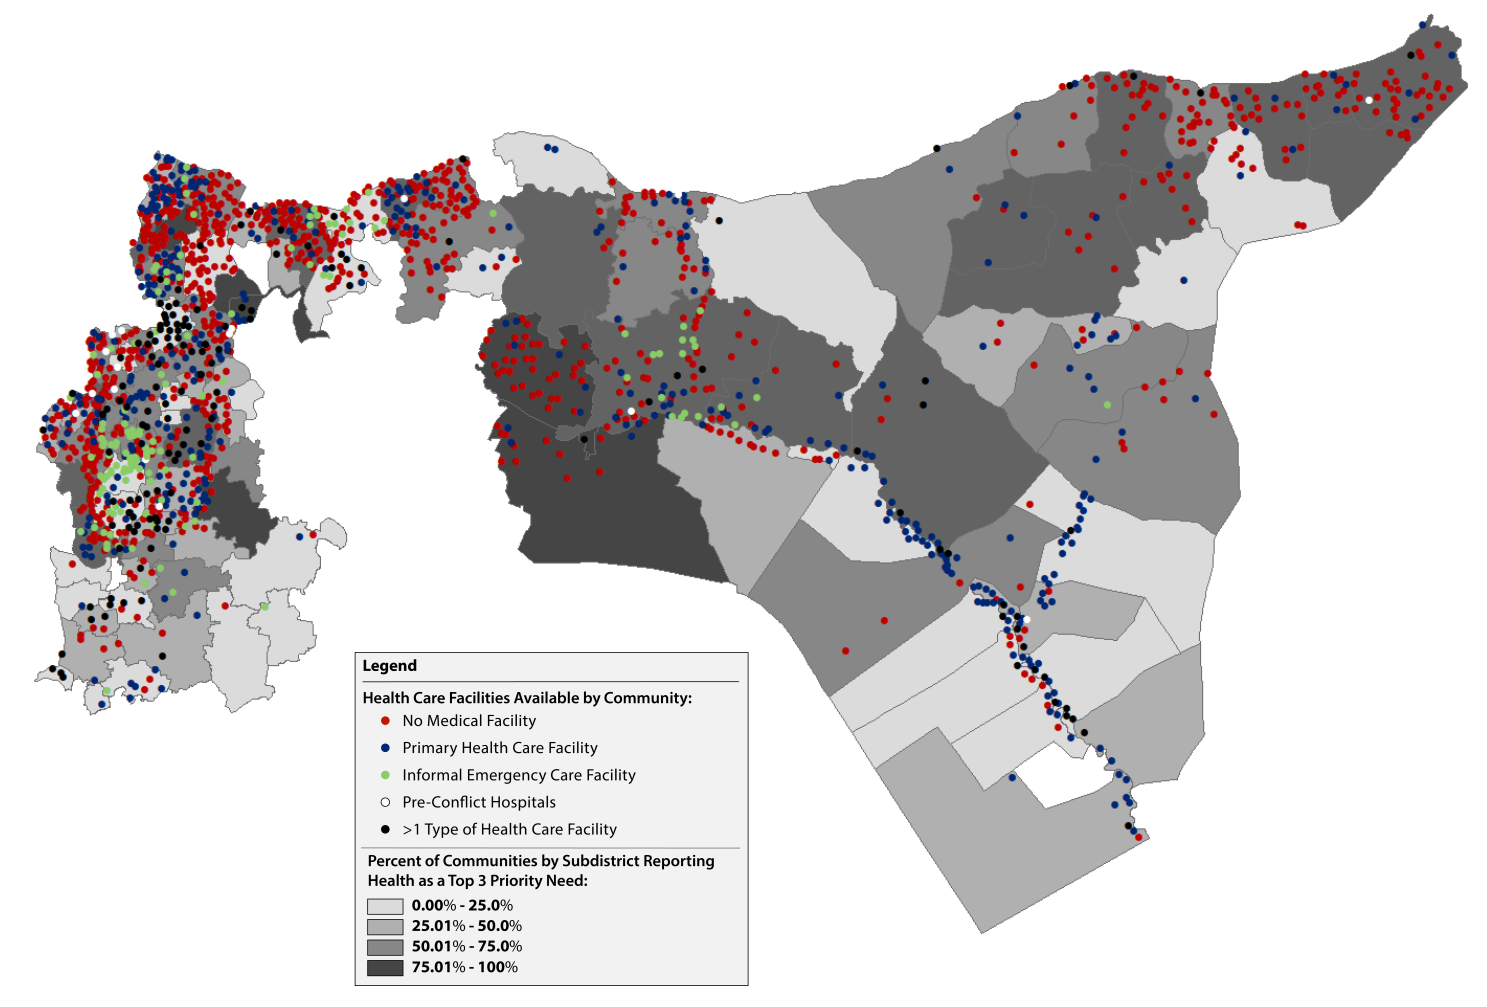 Legend
Health Care Facilities Available by Community:
No Medical Facility
Primary Health Care Facility
Informal Emergency Care Facility
Pre-Conflict Hospitals
>1 Type of Health Care Facility
Percent of Communities by Subdistrict Reporting
Health as a Top 3 Priority Need:
0.00% - 25.0%
25.01% - 50.0%
50.01% - 75.0%
75.01% - 100%